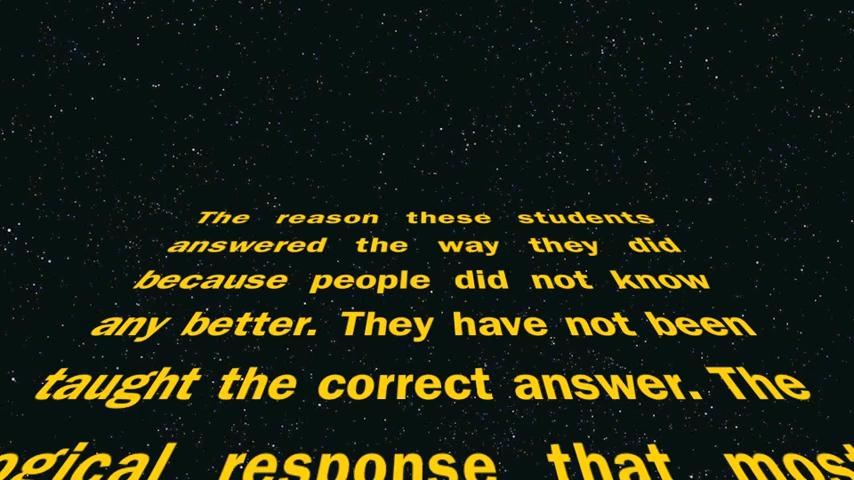 The reason these students
answered the way they did
because people did not know
any better. They have not been
taught the correct answer. The
response that